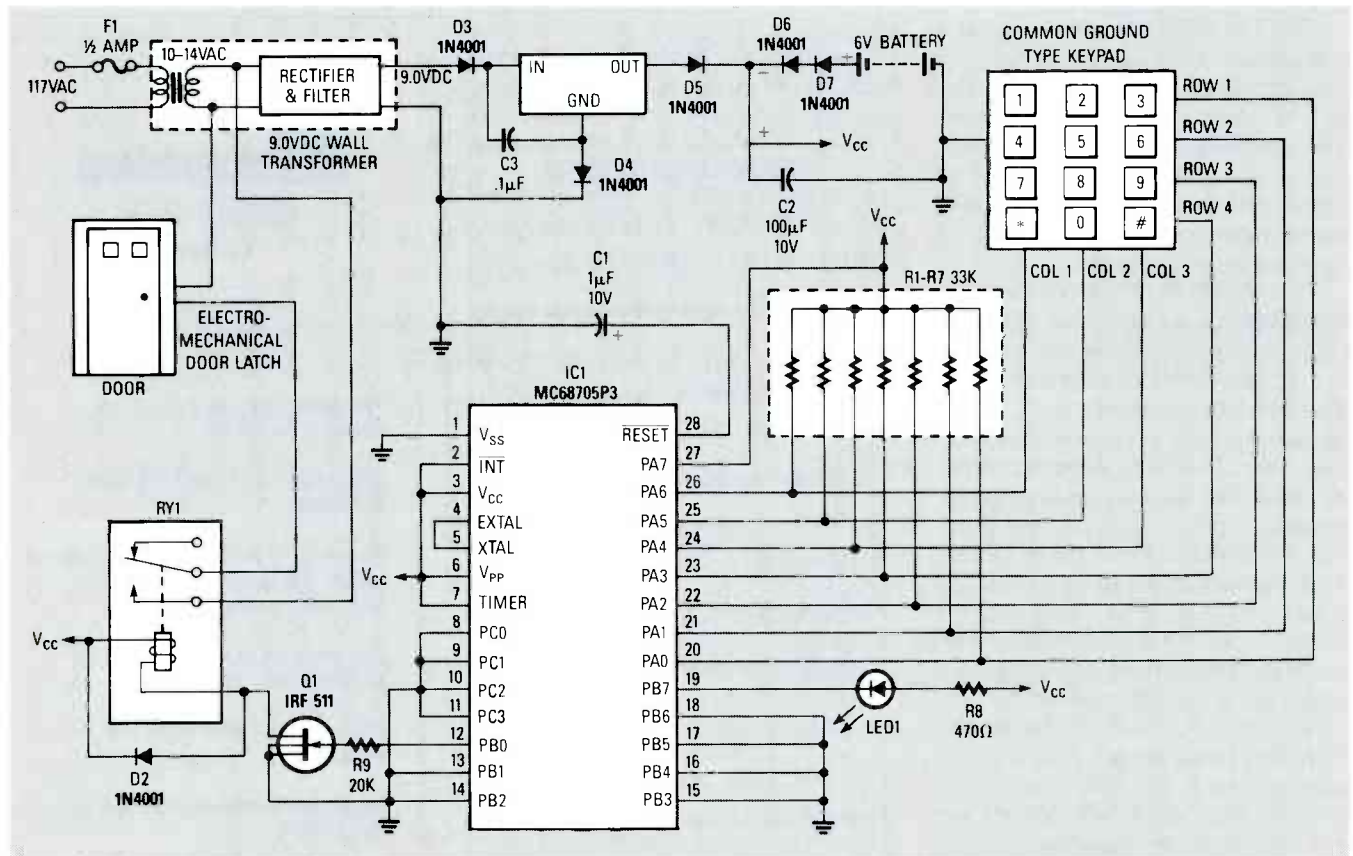 F1
½ AMP
117VAC
10–14VAC
RECTIFIER
& FILTER
9.0VDC
9.0VDC WALL
TRANSFORMER
D3
1N4001
IN
OUT
GND
C3
.1µF
D4
1N4001
D5
1N4001
D6
1N4001
D7
1N4001
6V BATTERY
+
–
+
VCC
C2
100µF
10V
COMMON GROUND
TYPE KEYPAD
1 2 3
4 5 6
7 8 9
* 0 #
ROW 1
ROW 2
ROW 3
ROW 4
COL 1 COL 2 COL 3
VCC
R1-R7 33K
C1
1µF
10V
+
DOOR
ELECTRO-
MECHANICAL
DOOR LATCH
RY1
VCC
D2
1N4001
Q1
IRF 511
R9
20K
IC1
MC68705P3
1 VSS
2 INT
3 VCC
4 EXTAL
5 XTAL
6 VPP
7 TIMER
8 PC0
9 PC1
10 PC2
11 PC3
12 PB0
13 PB1
14 PB2
VCC
RESET 28
PA7 27
PA6 26
PA5 25
PA4 24
PA3 23
PA2 22
PA1 21
PA0 20
PB7 19
PB6 18
PB5 17
PB4 16
PB3 15
LED1
R8
470Ω
VCC